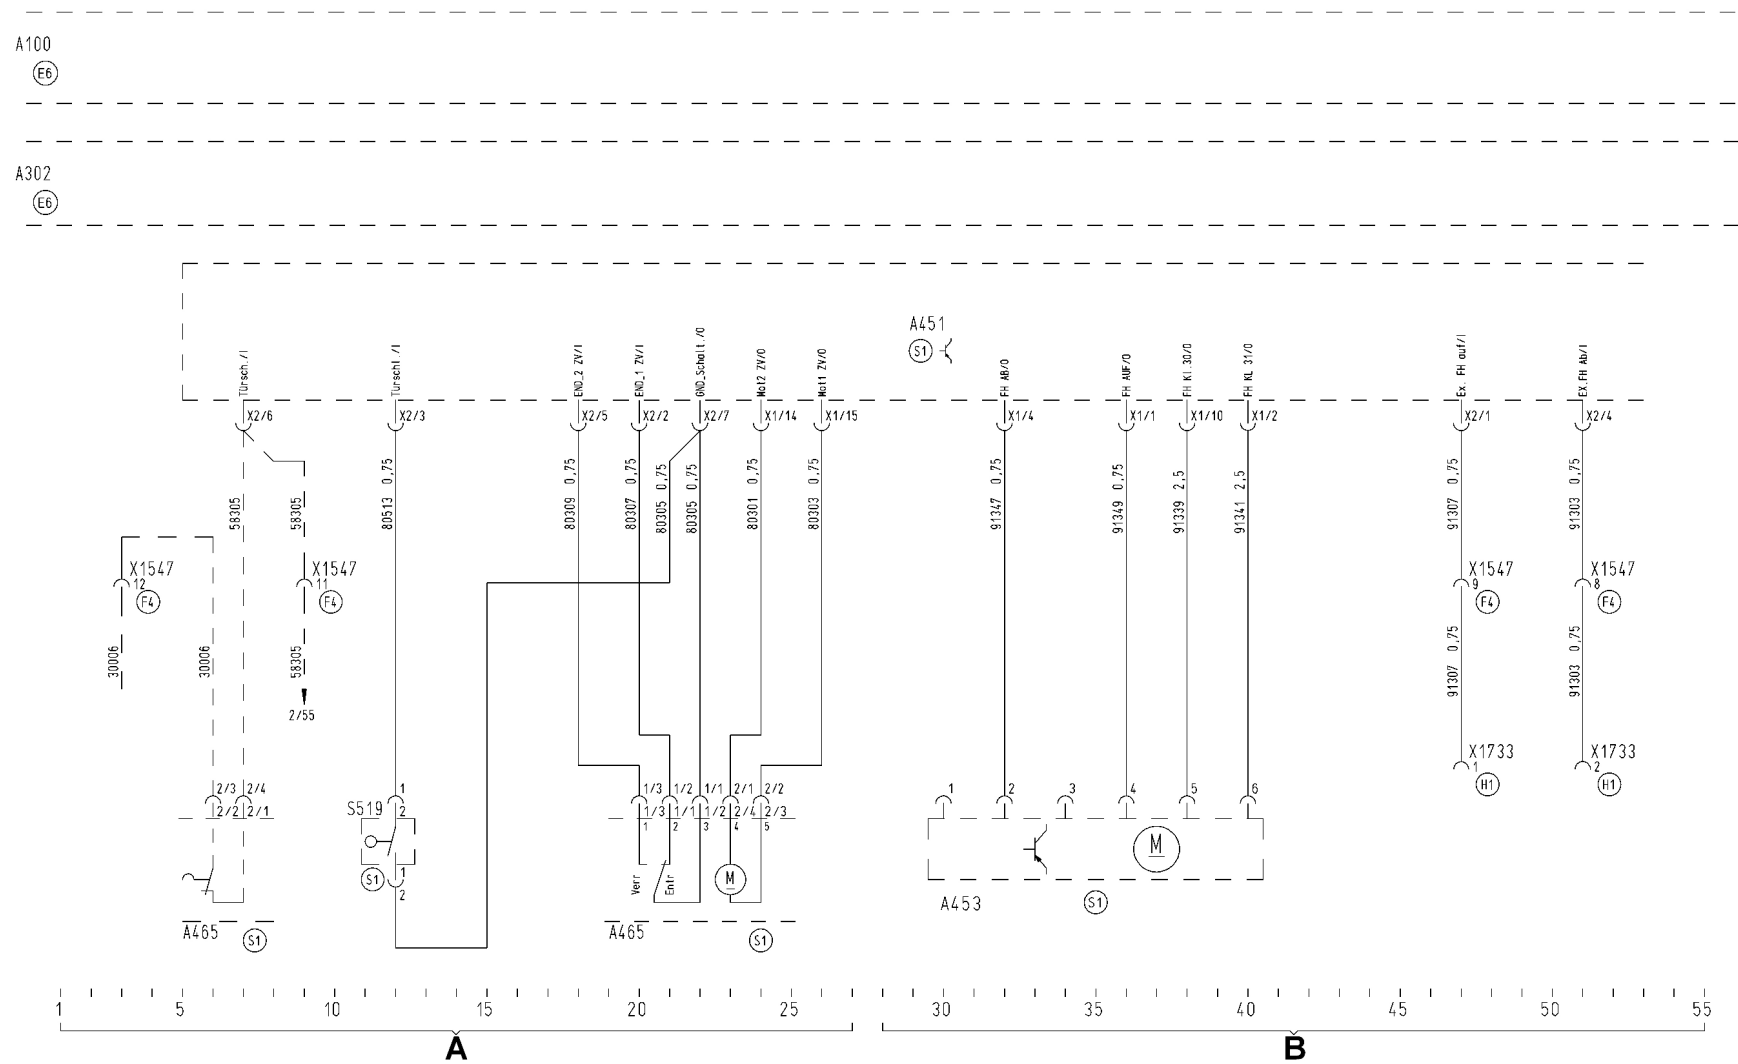 A100
E6
A302
E6
A451
S1
Türschl./I
Türschl./I
END_2 ZV/I
END_1 ZV/I
GND_Schalt./O
Mot2 ZV/O
Mot1 ZV/O
FH AB/O
FH AUF/O
FH Kl.30/O
FH KL 31/O
Ex. FH auf/I
EX.FH Ab/I
X2/6
X2/3
X2/5
X2/2
X2/7
X1/14
X1/15
X1/4
X1/1
X1/10
X1/2
X2/1
X2/4
58305
58305
80513 0,75
80309 0,75
80307 0,75
80305 0,75
80305 0,75
80301 0,75
80303 0,75
91347 0,75
91349 0,75
91339 2,5
91341 2,5
91307 0,75
91303 0,75
X1547
12
F4
X1547
11
F4
X1547
9
F4
X1547
8
F4
30006
30006
58305
91307 0,75
91303 0,75
2/55
X1733
1
H1
X1733
2
H1
2/3 2/4
2/2 2/1
S519
1
2
S1
1
2
1/3 1/2 1/1 2/1 2/2
1/3 1/1 1/2 2/4 2/3
1 2 3 4 5
1 2 3 4 5 6
Verr
Entr
M
M
A465
S1
A465
S1
A453
S1
1 5 10 15 20 25 30 35 40 45 50 55
A B